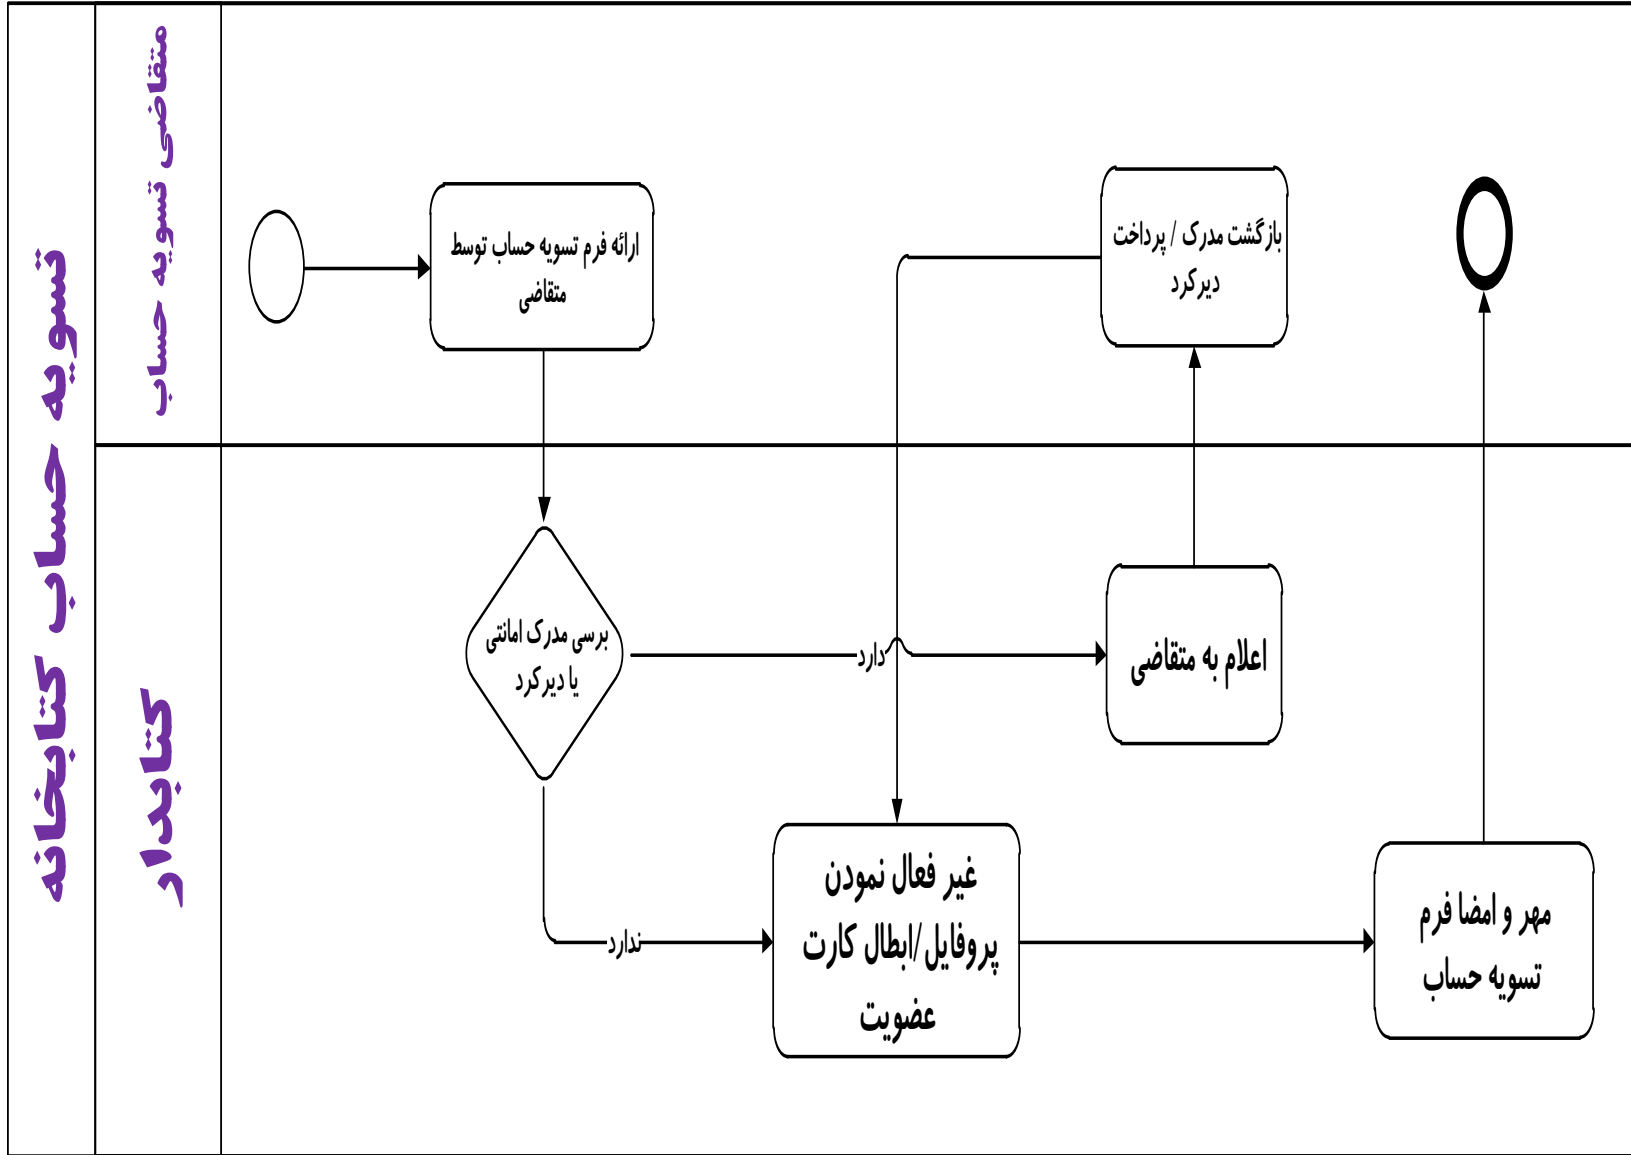 تسویه حساب کتابخانه
متقاضی تسویه حساب
کتابدار
ارائه فرم تسویه حساب توسط
متقاضی
بازگشت مدرک / پرداخت
دیرکرد
برسی مدرک امانتی
یا دیرکرد
دارد
اعلام به متقاضی
ندارد
غیر فعال نمودن
پروفایل/ابطال کارت
عضویت
مهر و امضا فرم
تسویه حساب